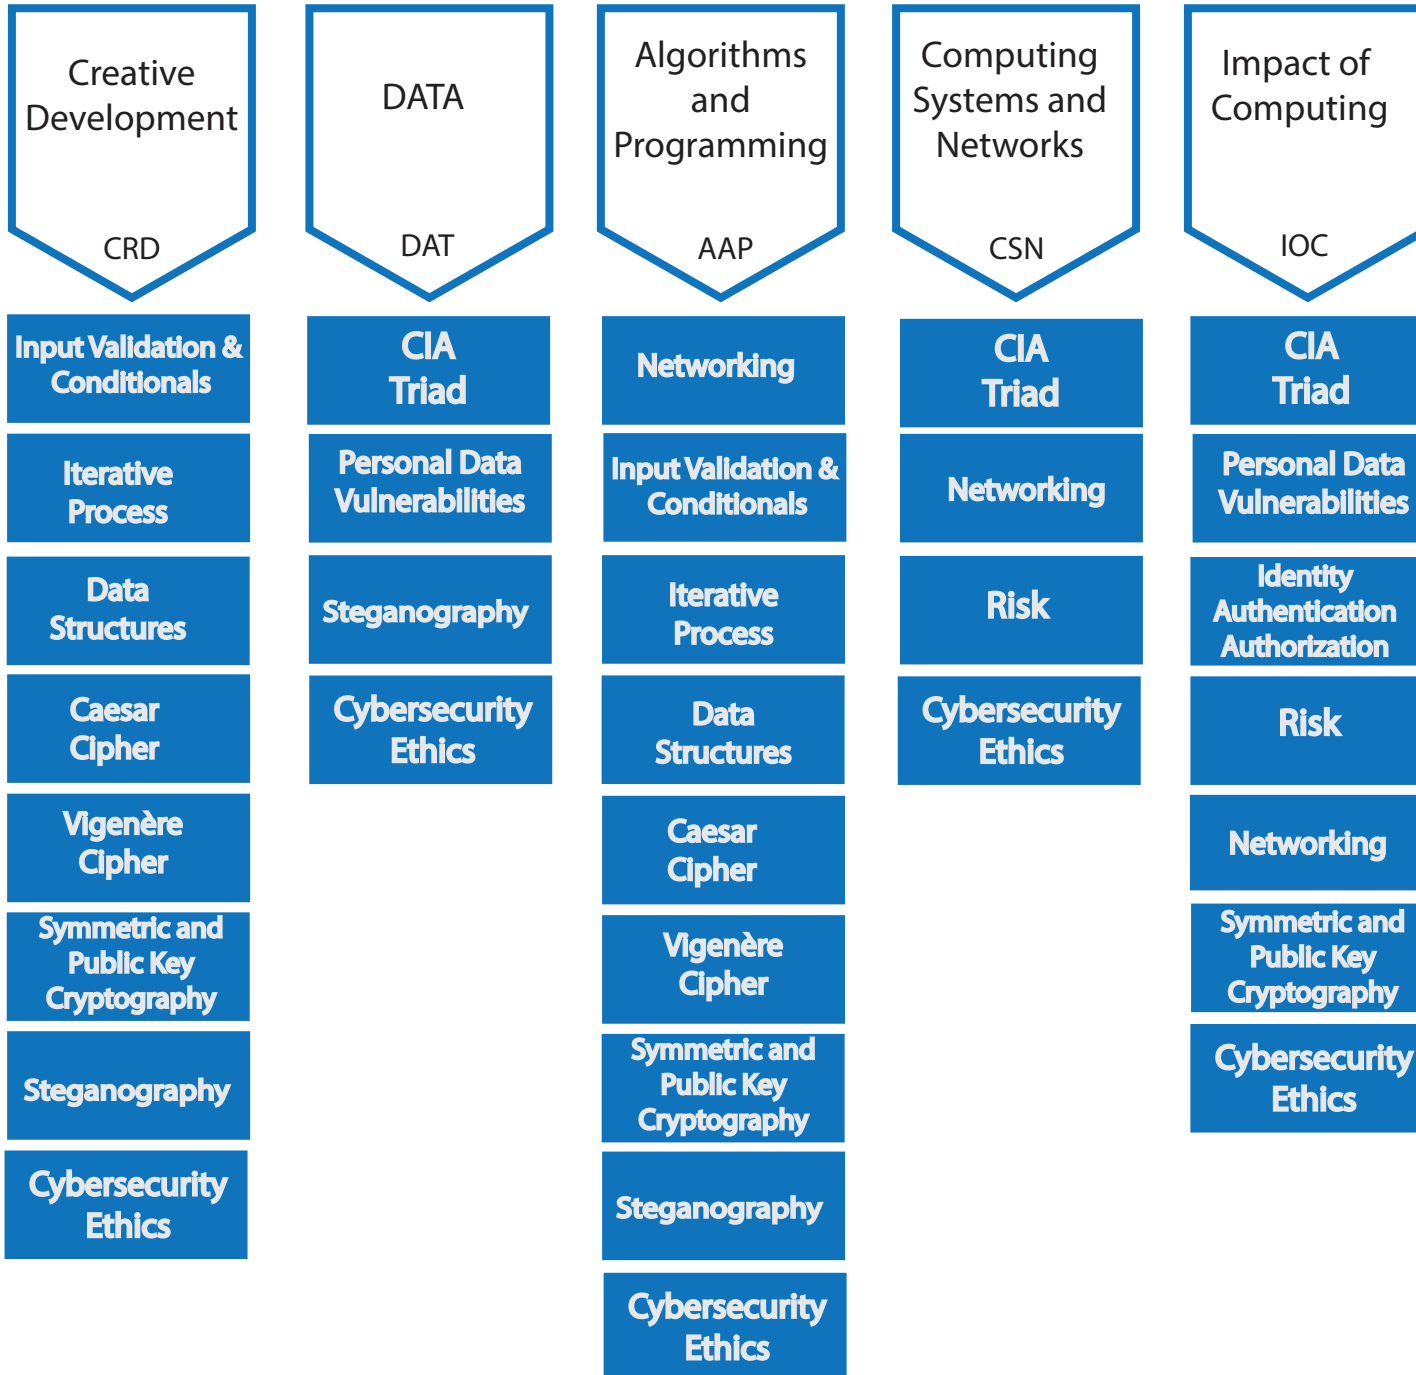 Creative
Development
CRD
Input Validation &
Conditionals
Iterative
Process
Data
Structures
Caesar
Cipher
Vigenère
Cipher
Symmetric and
Public Key
Cryptography
Steganography
Cybersecurity
Ethics
DATA
DAT
CIA
Triad
Personal Data
Vulnerabilities
Steganography
Cybersecurity
Ethics
Algorithms
and
Programming
AAP
Networking
Input Validation &
Conditionals
Iterative
Process
Data
Structures
Caesar
Cipher
Vigenère
Cipher
Symmetric and
Public Key
Cryptography
Steganography
Cybersecurity
Ethics
Computing
Systems and
Networks
CSN
CIA
Triad
Networking
Risk
Cybersecurity
Ethics
Impact of
Computing
IOC
CIA
Triad
Personal Data
Vulnerabilities
Identity
Authentication
Authorization
Risk
Networking
Symmetric and
Public Key
Cryptography
Cybersecurity
Ethics